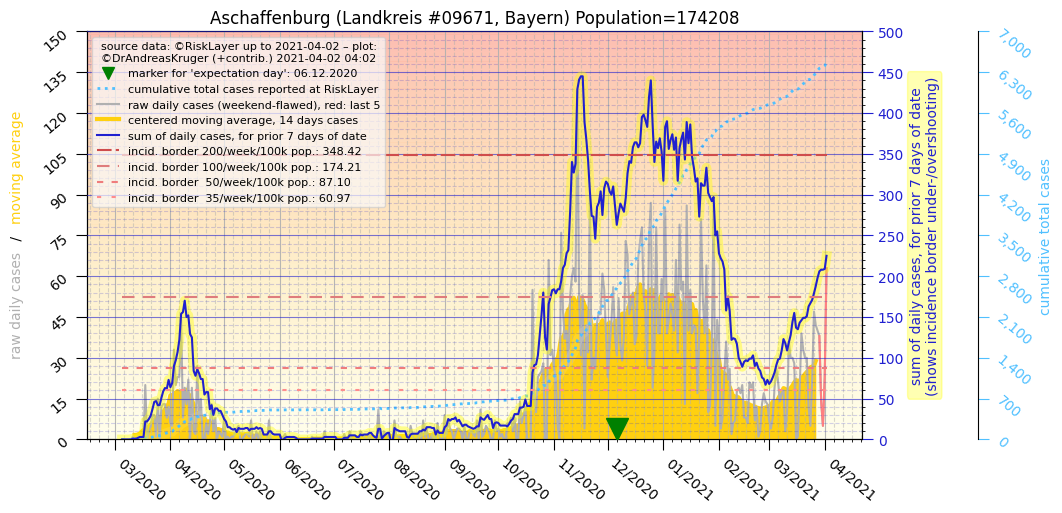 Aschaffenburg (Landkreis #09671, Bayern) Population=174208
source data: ©RiskLayer up to 2021-04-02 – plot:
©DrAndreasKruger (+contrib.) 2021-04-02 04:02
marker for 'expectation day': 06.12.2020
cumulative total cases reported at RiskLayer
raw daily cases (weekend-flawed), red: last 5
centered moving average, 14 days cases
sum of daily cases, for prior 7 days of date
incid. border 200/week/100k pop.: 348.42
incid. border 100/week/100k pop.: 174.21
incid. border  50/week/100k pop.: 87.10
incid. border  35/week/100k pop.: 60.97
raw daily cases  /  moving average
150
135
120
105
90
75
60
45
30
15
0
500
450
400
350
300
250
200
150
100
50
0
sum of daily cases, for prior 7 days of date
(shows incidence border under-/overshooting)
7,000
6,300
5,600
4,900
4,200
3,500
2,800
2,100
1,400
700
0
cumulative total cases
03/2020
04/2020
05/2020
06/2020
07/2020
08/2020
09/2020
10/2020
11/2020
12/2020
01/2021
02/2021
03/2021
04/2021